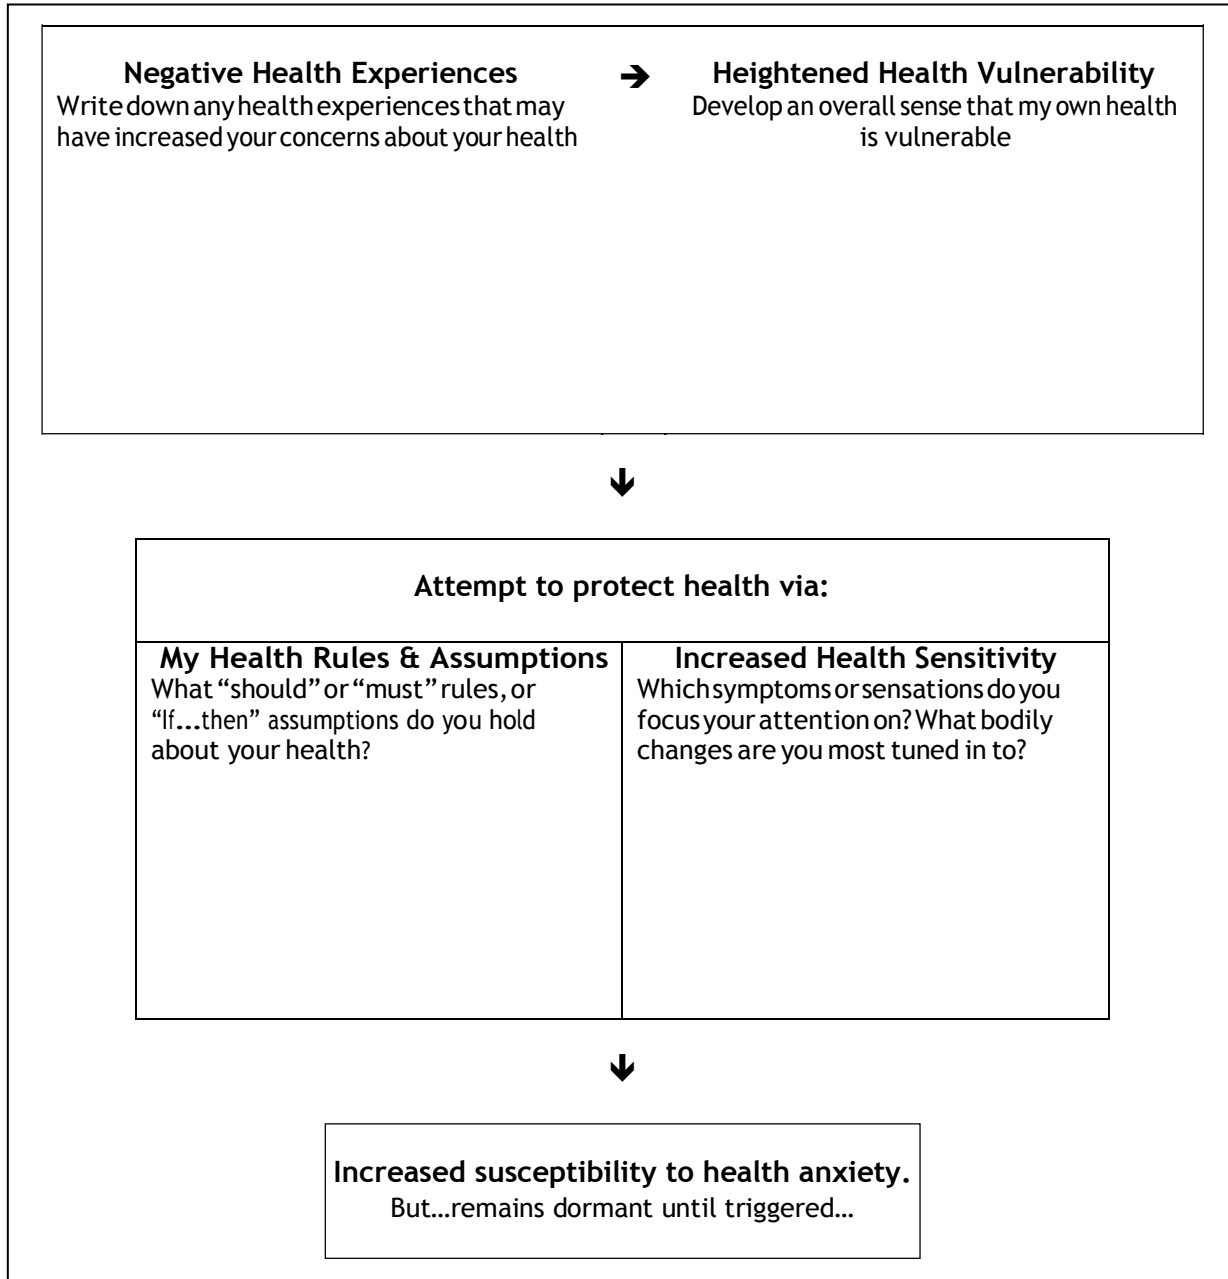 Negative Health Experiences → Heightened Health Vulnerability
Write down any health experiences that may
have increased your concerns about your health
Develop an overall sense that my own health
is vulnerable
↓
Attempt to protect health via:
My Health Rules & Assumptions
What “should” or “must” rules, or
“If...then” assumptions do you hold
about your health?
Increased Health Sensitivity
Which symptoms or sensations do you
focus your attention on? What bodily
changes are you most tuned in to?
↓
Increased susceptibility to health anxiety.
But…remains dormant until triggered…